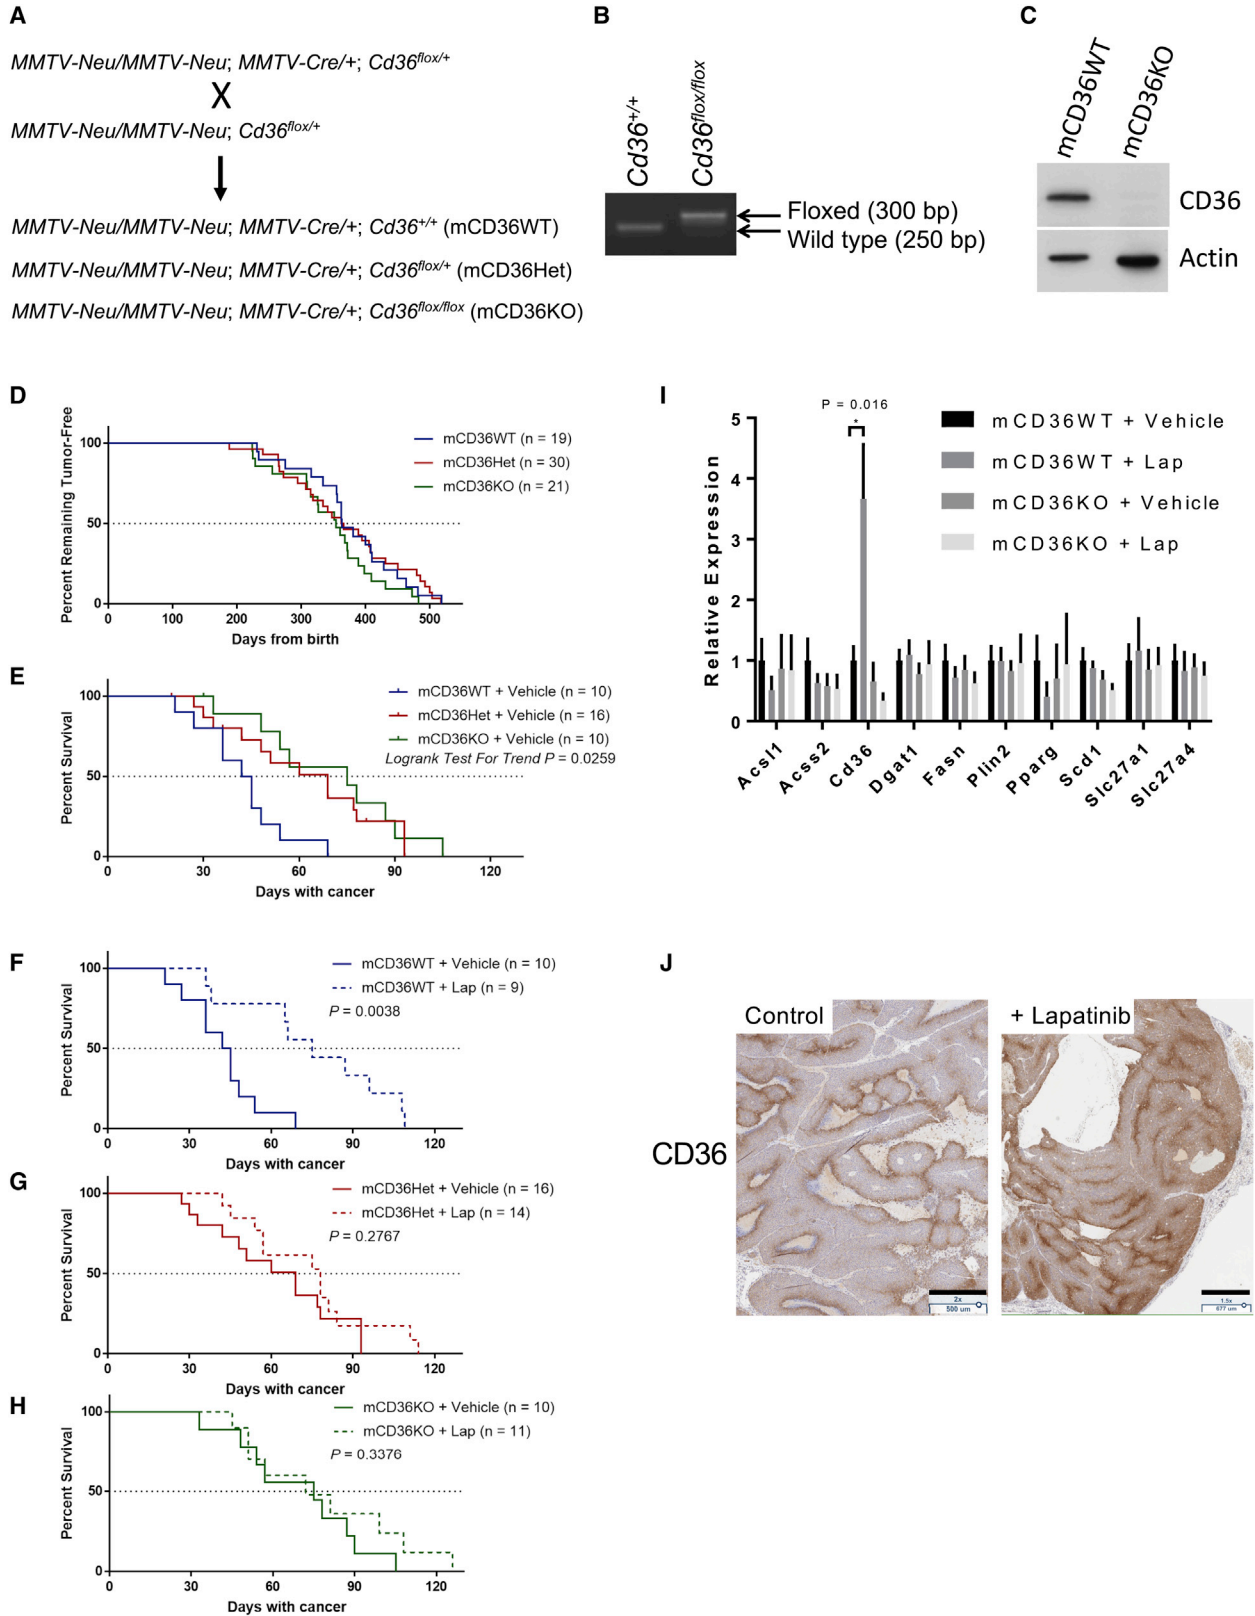 A
MMTV-Neu/MMTV-Neu; MMTV-Cre/+; Cd36flox/+
X
MMTV-Neu/MMTV-Neu; Cd36flox/+
MMTV-Neu/MMTV-Neu; MMTV-Cre/+; Cd36+/+ (mCD36WT)
MMTV-Neu/MMTV-Neu; MMTV-Cre/+; Cd36flox/+ (mCD36Het)
MMTV-Neu/MMTV-Neu; MMTV-Cre/+; Cd36flox/flox (mCD36KO)
B
Cd36+/+
Cd36flox/flox
Floxed (300 bp)
Wild type (250 bp)
C
mCD36WT
mCD36KO
CD36
Actin
D
Percent Remaining Tumor-Free
100
50
0
0 100 200 300 400 500
Days from birth
mCD36WT (n = 19)
mCD36Het (n = 30)
mCD36KO (n = 21)
E
Percent Survival
100
50
0
0 30 60 90 120
Days with cancer
mCD36WT + Vehicle (n = 10)
mCD36Het + Vehicle (n = 16)
mCD36KO + Vehicle (n = 10)
Logrank Test For Trend P = 0.0259
F
Percent Survival
100
50
0
0 30 60 90 120
Days with cancer
mCD36WT + Vehicle (n = 10)
mCD36WT + Lap (n = 9)
P = 0.0038
G
Percent Survival
100
50
0
0 30 60 90 120
Days with cancer
mCD36Het + Vehicle (n = 16)
mCD36Het + Lap (n = 14)
P = 0.2767
H
Percent Survival
100
50
0
0 30 60 90 120
Days with cancer
mCD36KO + Vehicle (n = 10)
mCD36KO + Lap (n = 11)
P = 0.3376
I
Relative Expression
5
4
3
2
1
0
P = 0.016
*
mCD36WT + Vehicle
mCD36WT + Lap
mCD36KO + Vehicle
mCD36KO + Lap
Acsl1
Acss2
Cd36
Dgat1
Fasn
Plin2
Pparg
Scd1
Slc27a1
Slc27a4
J
CD36
Control
2x
500 um
+ Lapatinib
1.5x
677 um